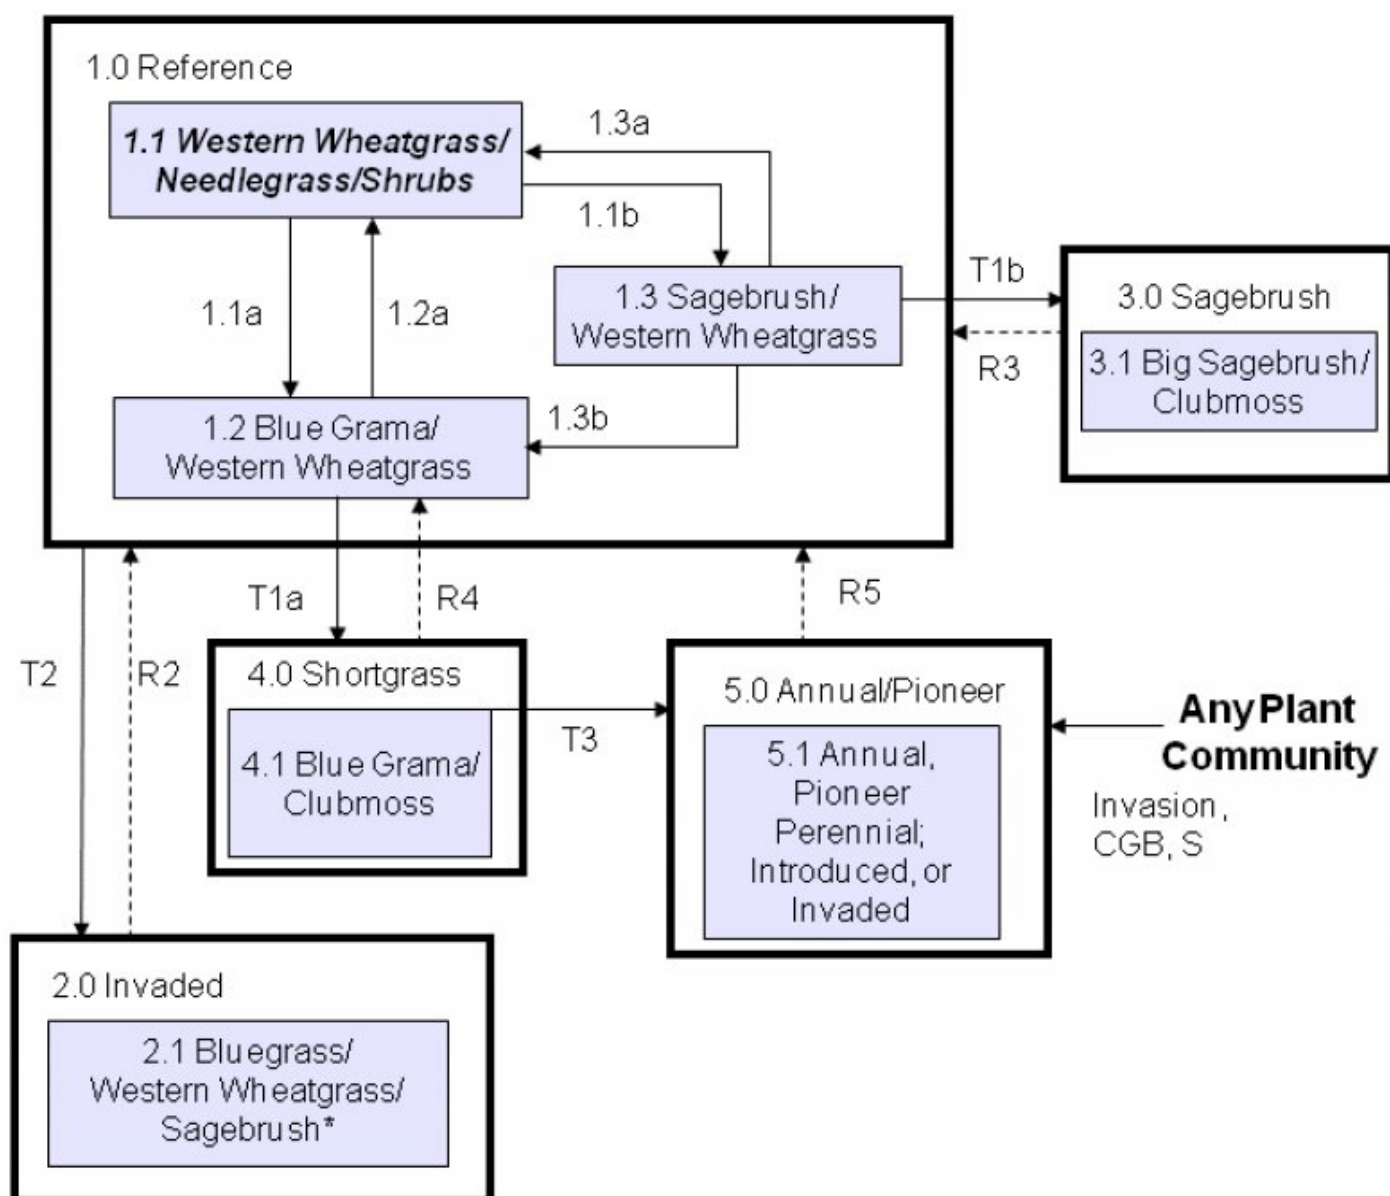 1.0 Reference
1.1 Western Wheatgrass/
Needlegrass/Shrubs
1.3a
1.1b
1.1a
1.2a
1.3 Sagebrush/
Western Wheatgrass
T1b
R3
3.0 Sagebrush
3.1 Big Sagebrush/
Clubmoss
1.2 Blue Grama/
Western Wheatgrass
1.3b
T2
R2
T1a
R4
R5
4.0 Shortgrass
4.1 Blue Grama/
Clubmoss
T3
5.0 Annual/Pioneer
5.1 Annual,
Pioneer
Perennial;
Introduced, or
Invaded
Any Plant
Community
Invasion,
CGB, S
2.0 Invaded
2.1 Bluegrass/
Western Wheatgrass/
Sagebrush*